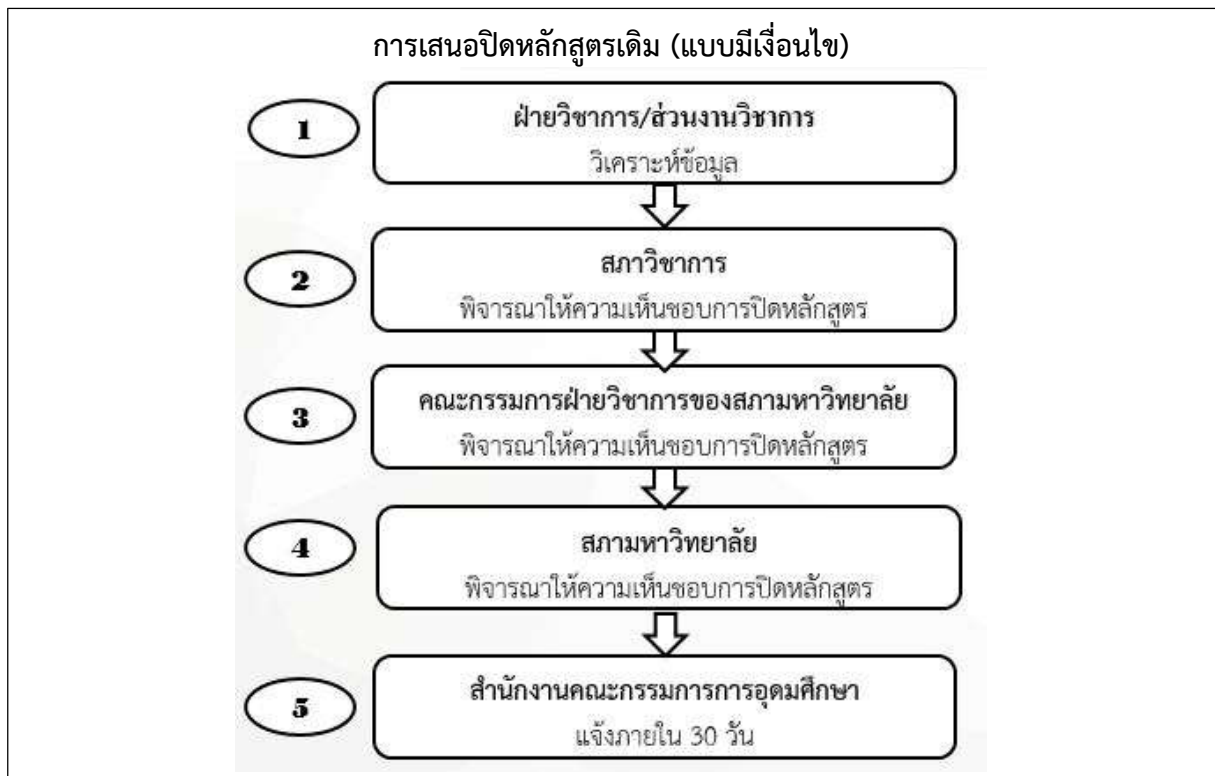 การเสนอปิดหลักสูตรเดิม (แบบมีเงื่อนไข)
1
ฝ่ายวิชาการ/ส่วนงานวิชาการ
วิเคราะห์ข้อมูล
2
สภาวิชาการ
พิจารณาให้ความเห็นชอบการปิดหลักสูตร
3
คณะกรรมการฝ่ายวิชาการของสภามหาวิทยาลัย
พิจารณาให้ความเห็นชอบการปิดหลักสูตร
4
สภามหาวิทยาลัย
พิจารณาให้ความเห็นชอบการปิดหลักสูตร
5
สำนักงานคณะกรรมการการอุดมศึกษา
แจ้งภายใน 30 วัน